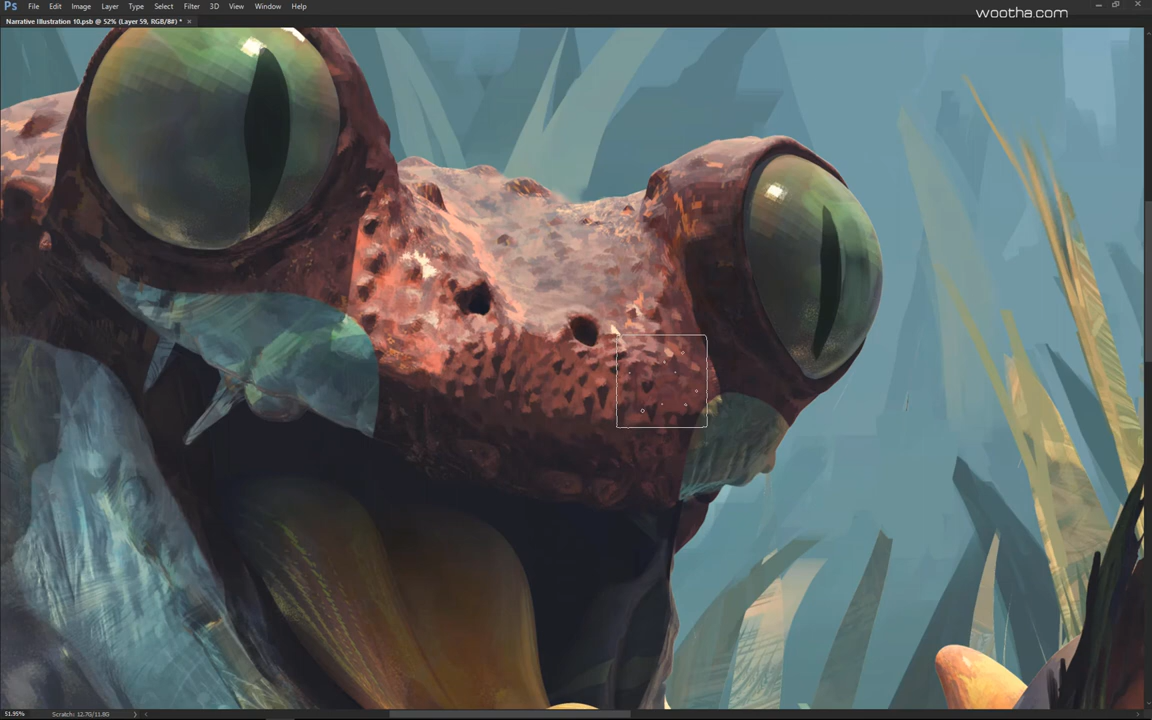 Ps File Edit Image Layer Type Select Filter 3D View Window Help
wootha.com
Narrative Illustration 10.psb @ 52% (Layer 59, RGB/8#) * ×
51.95% Scratch: 12.7G/11.8G